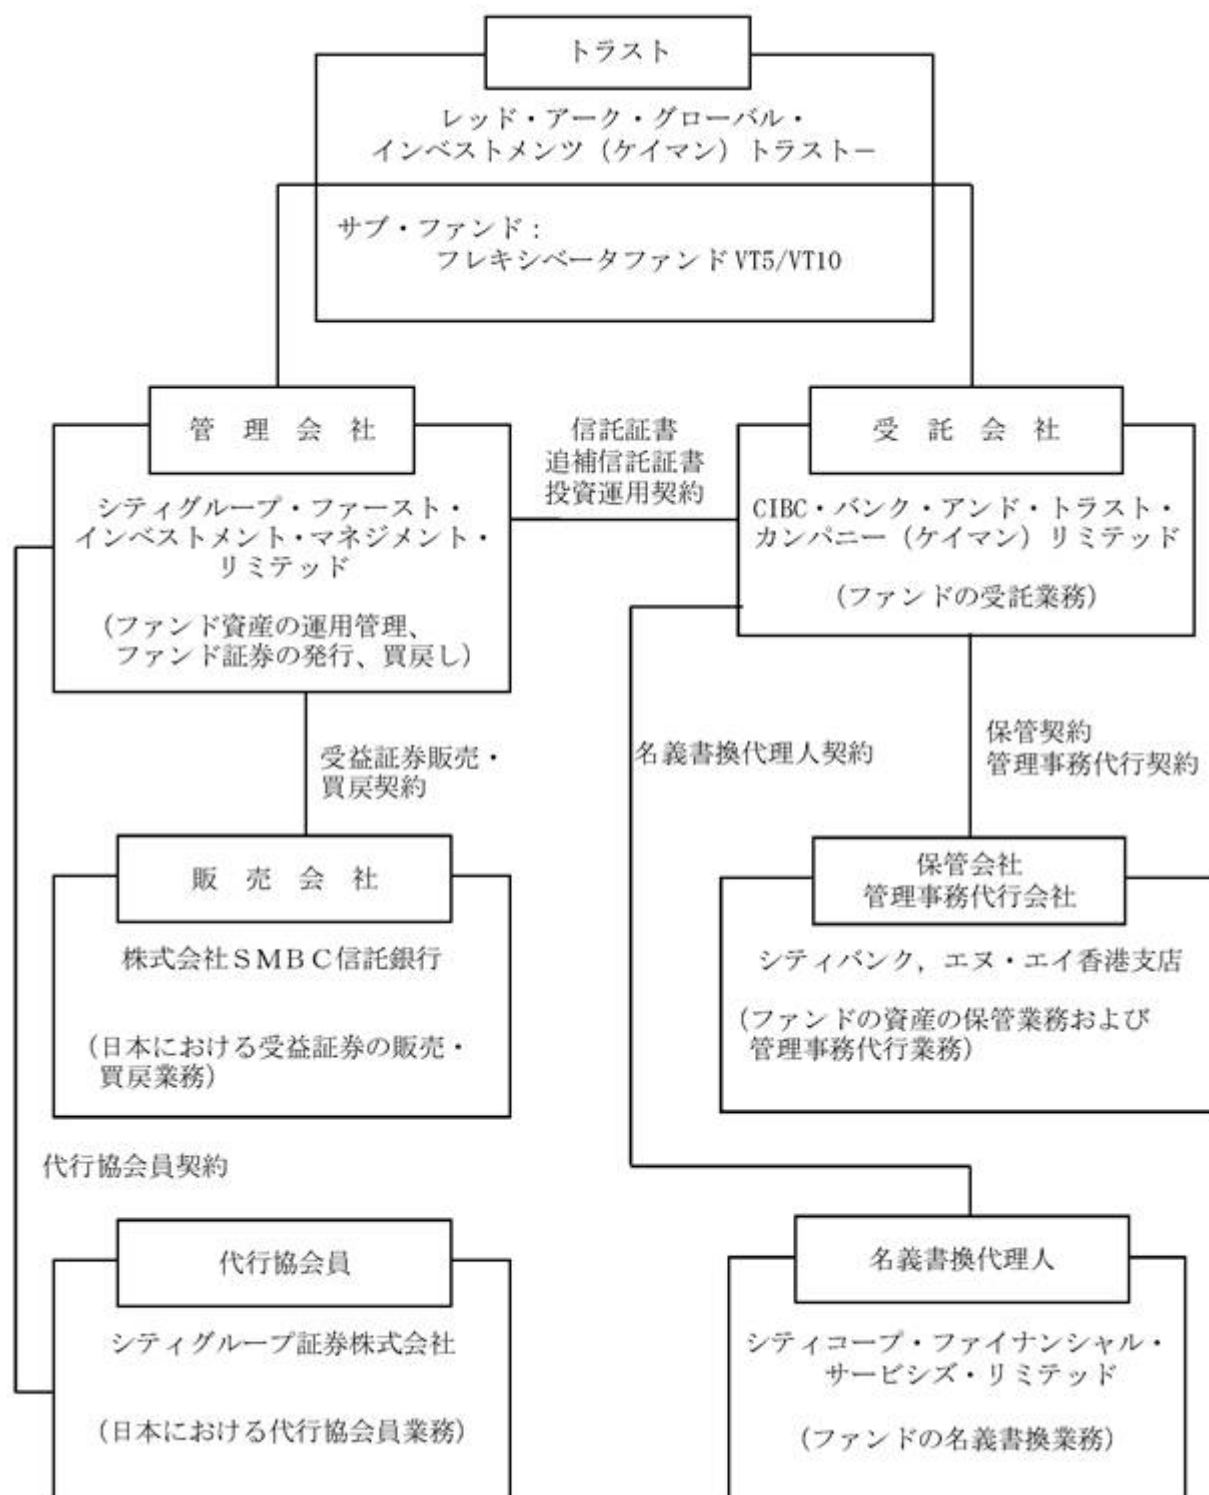 トラスト
レッド・アーク・グローバル・
インベストメンツ（ケイマン）トラスト－
サブ・ファンド：
フレキシベータファンド VT5/VT10
管　理　会　社
シティグループ・ファースト・
インベストメント・マネジメント・
リミテッド
（ファンド資産の運用管理、
ファンド証券の発行、買戻し）
信託証書
追補信託証書
投資運用契約
受　託　会　社
CIBC・バンク・アンド・トラスト・
カンパニー（ケイマン）リミテッド
（ファンドの受託業務）
受益証券販売・
買戻契約
名義書換代理人契約
保管契約
管理事務代行契約
販　売　会　社
株式会社ＳＭＢＣ信託銀行
（日本における受益証券の販売・
買戻業務）
保管会社
管理事務代行会社
シティバンク，エヌ・エイ香港支店
（ファンドの資産の保管業務および
管理事務代行業務）
代行協会員契約
代行協会員
シティグループ証券株式会社
（日本における代行協会員業務）
名義書換代理人
シティコープ・ファイナンシャル・
サービシズ・リミテッド
（ファンドの名義書換業務）